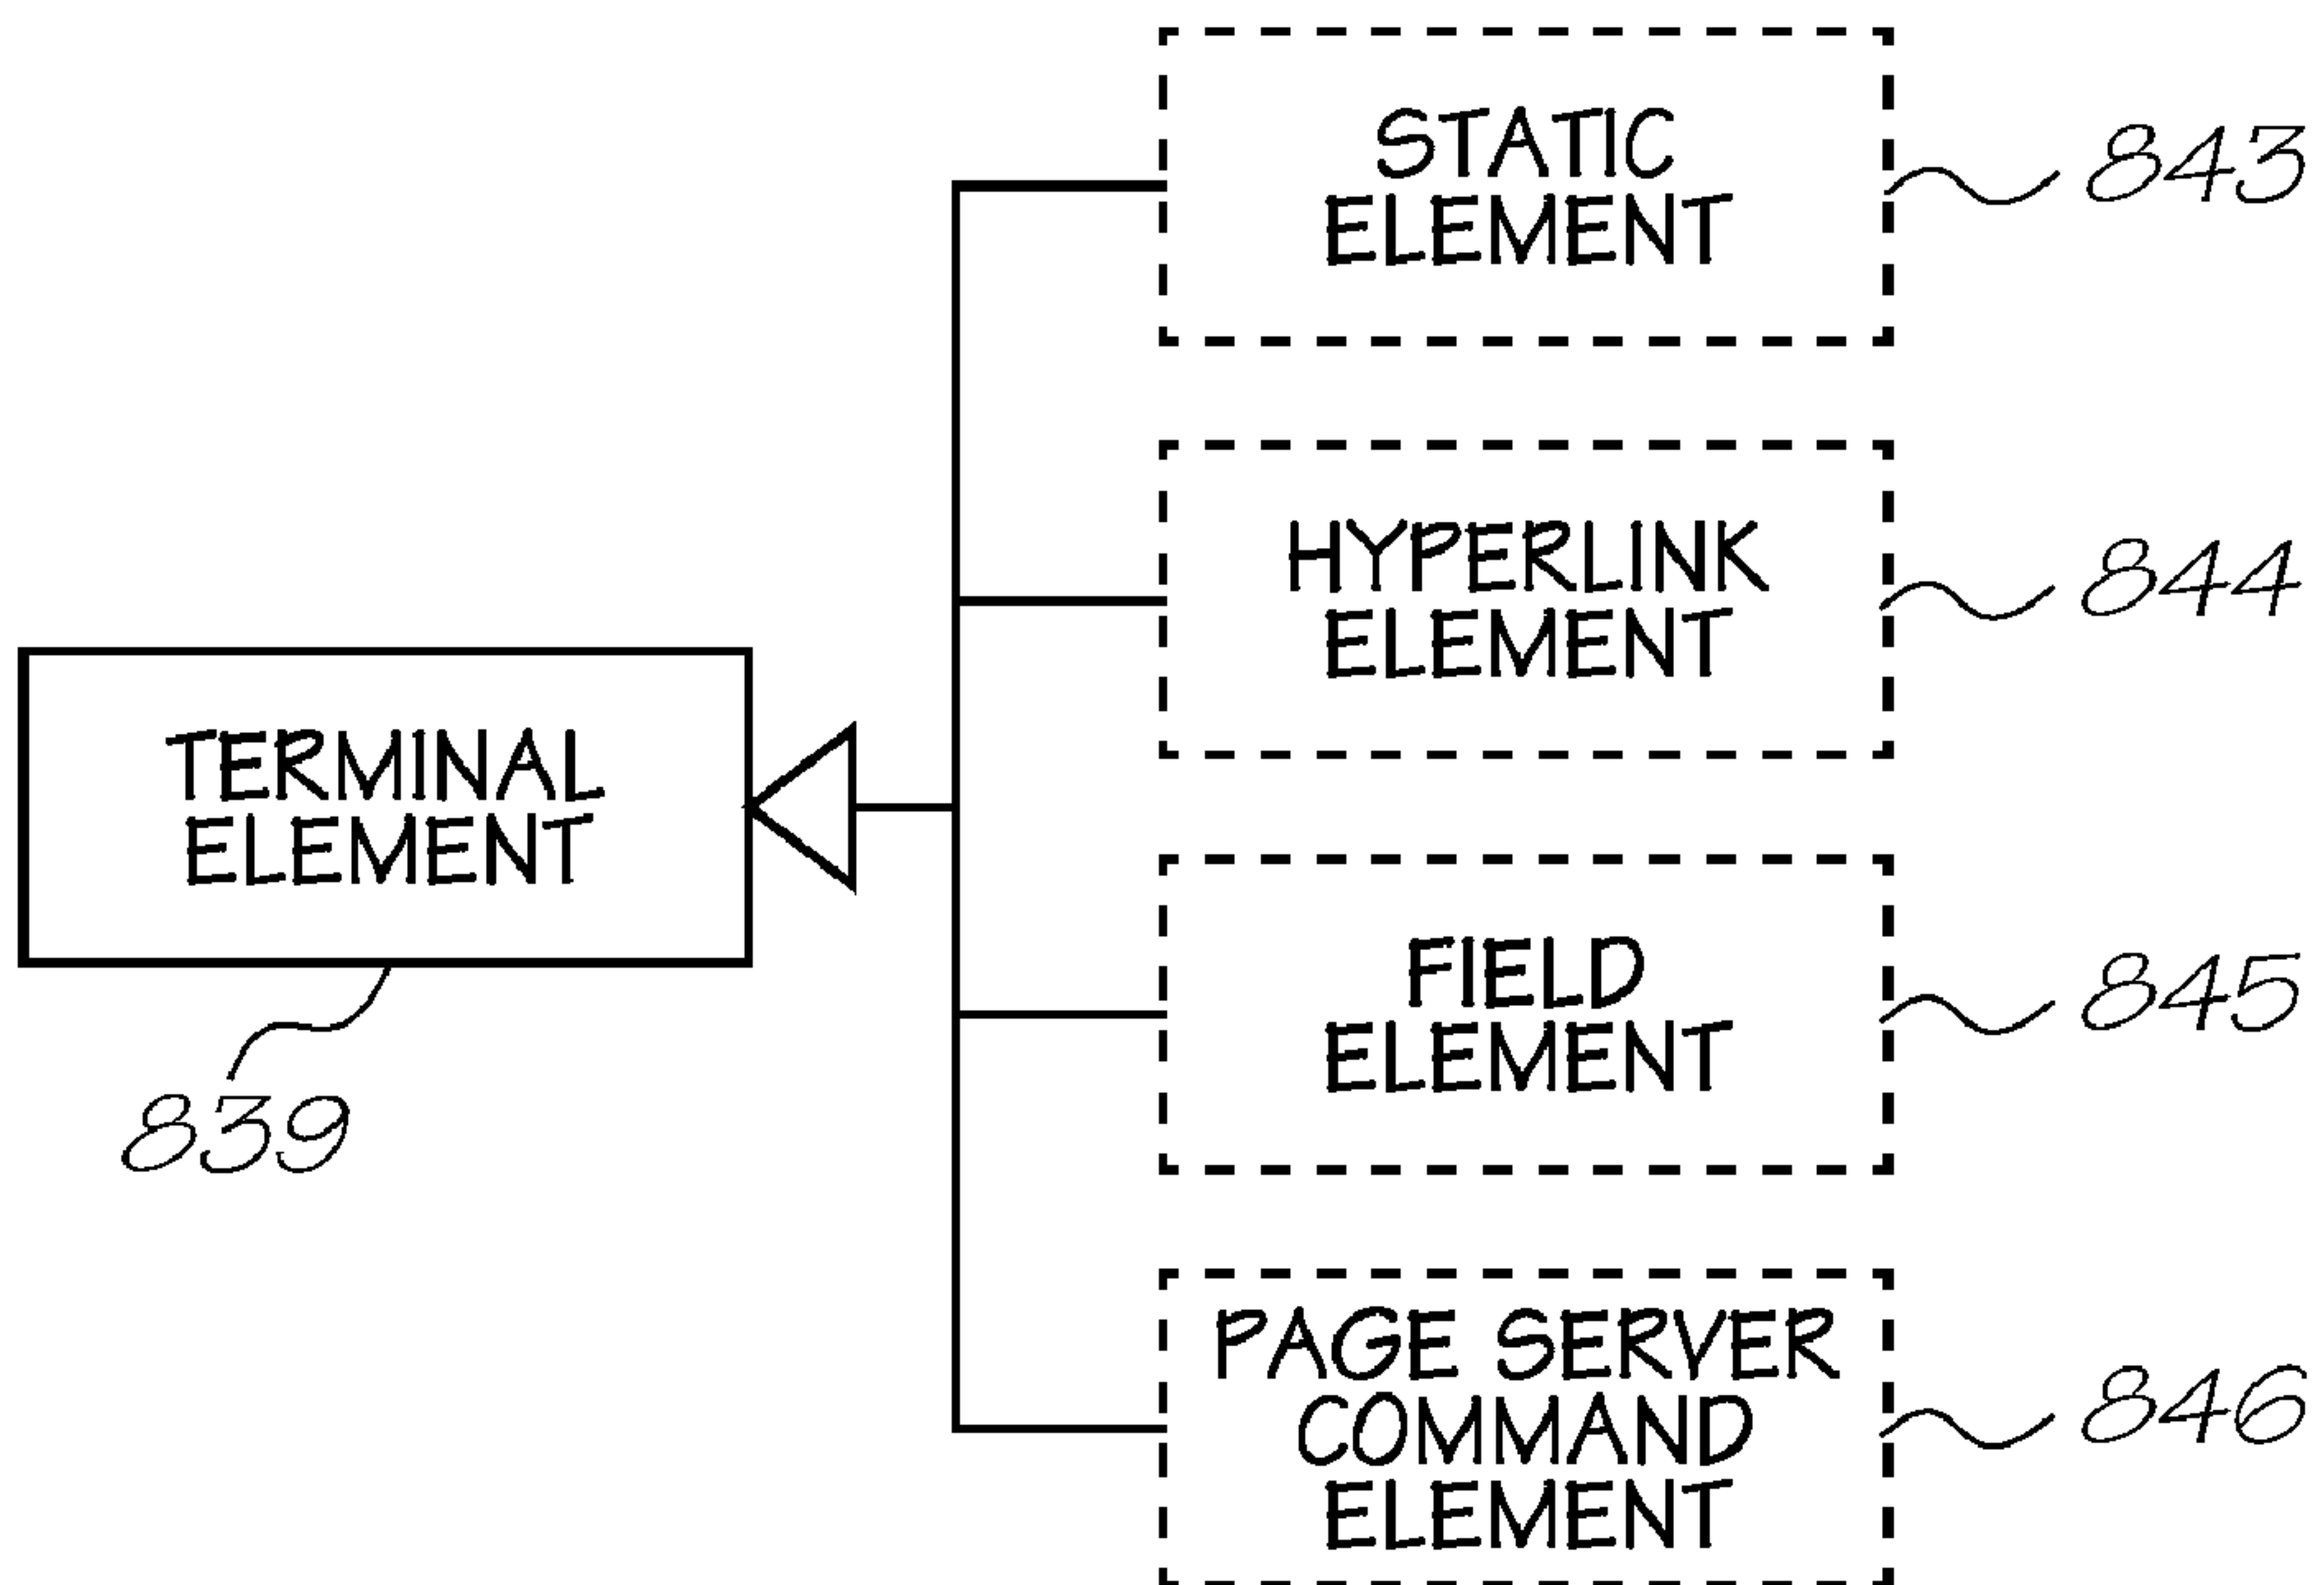 STATIC
ELEMENT
843
HYPERLINK
ELEMENT
844
TERMINAL
ELEMENT
839
FIELD
ELEMENT
845
PAGE SERVER
COMMAND
ELEMENT
846